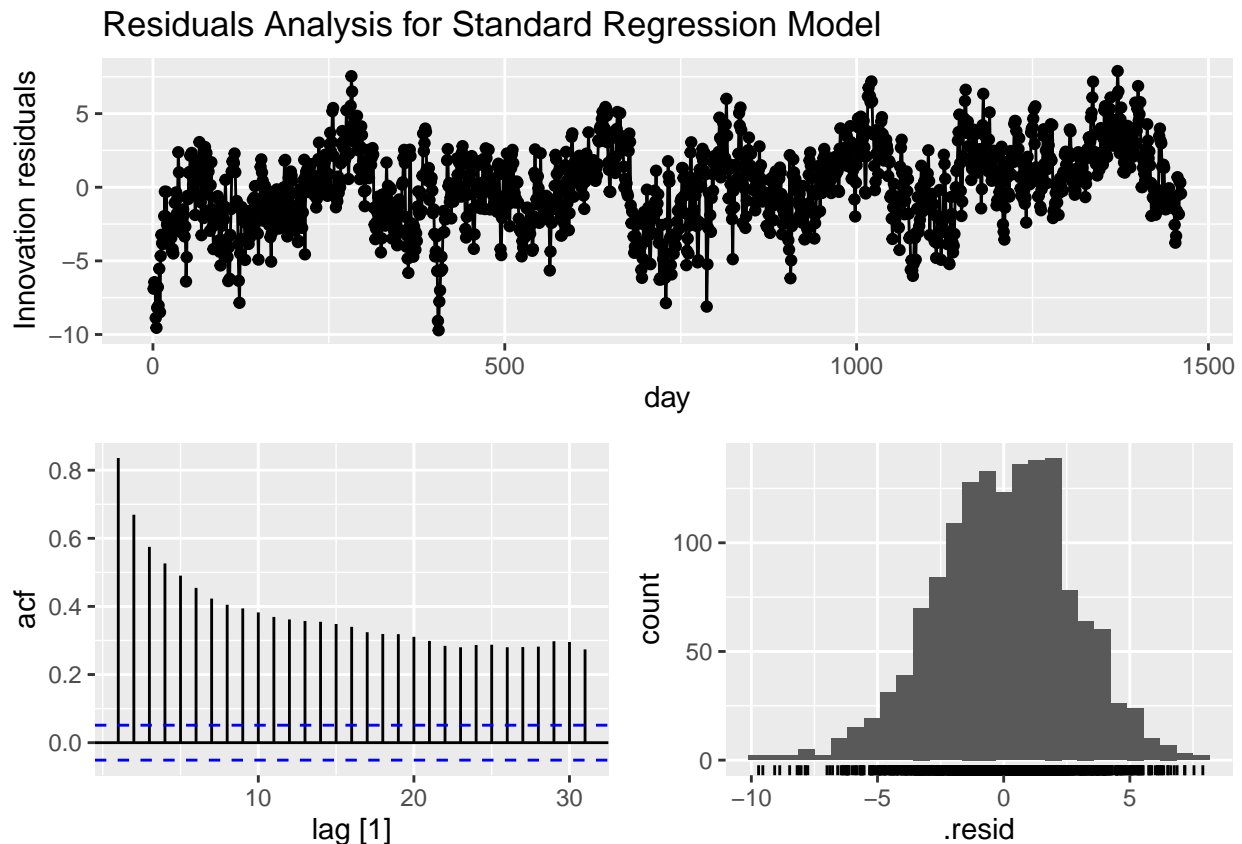 Residuals Analysis for Standard Regression Model
Innovation residuals
5
0
−5
−10
0 500 1000 1500
day
acf
0.8
0.6
0.4
0.2
0.0
10 20 30
lag [1]
count
100
50
0
−10 −5 0 5
.resid